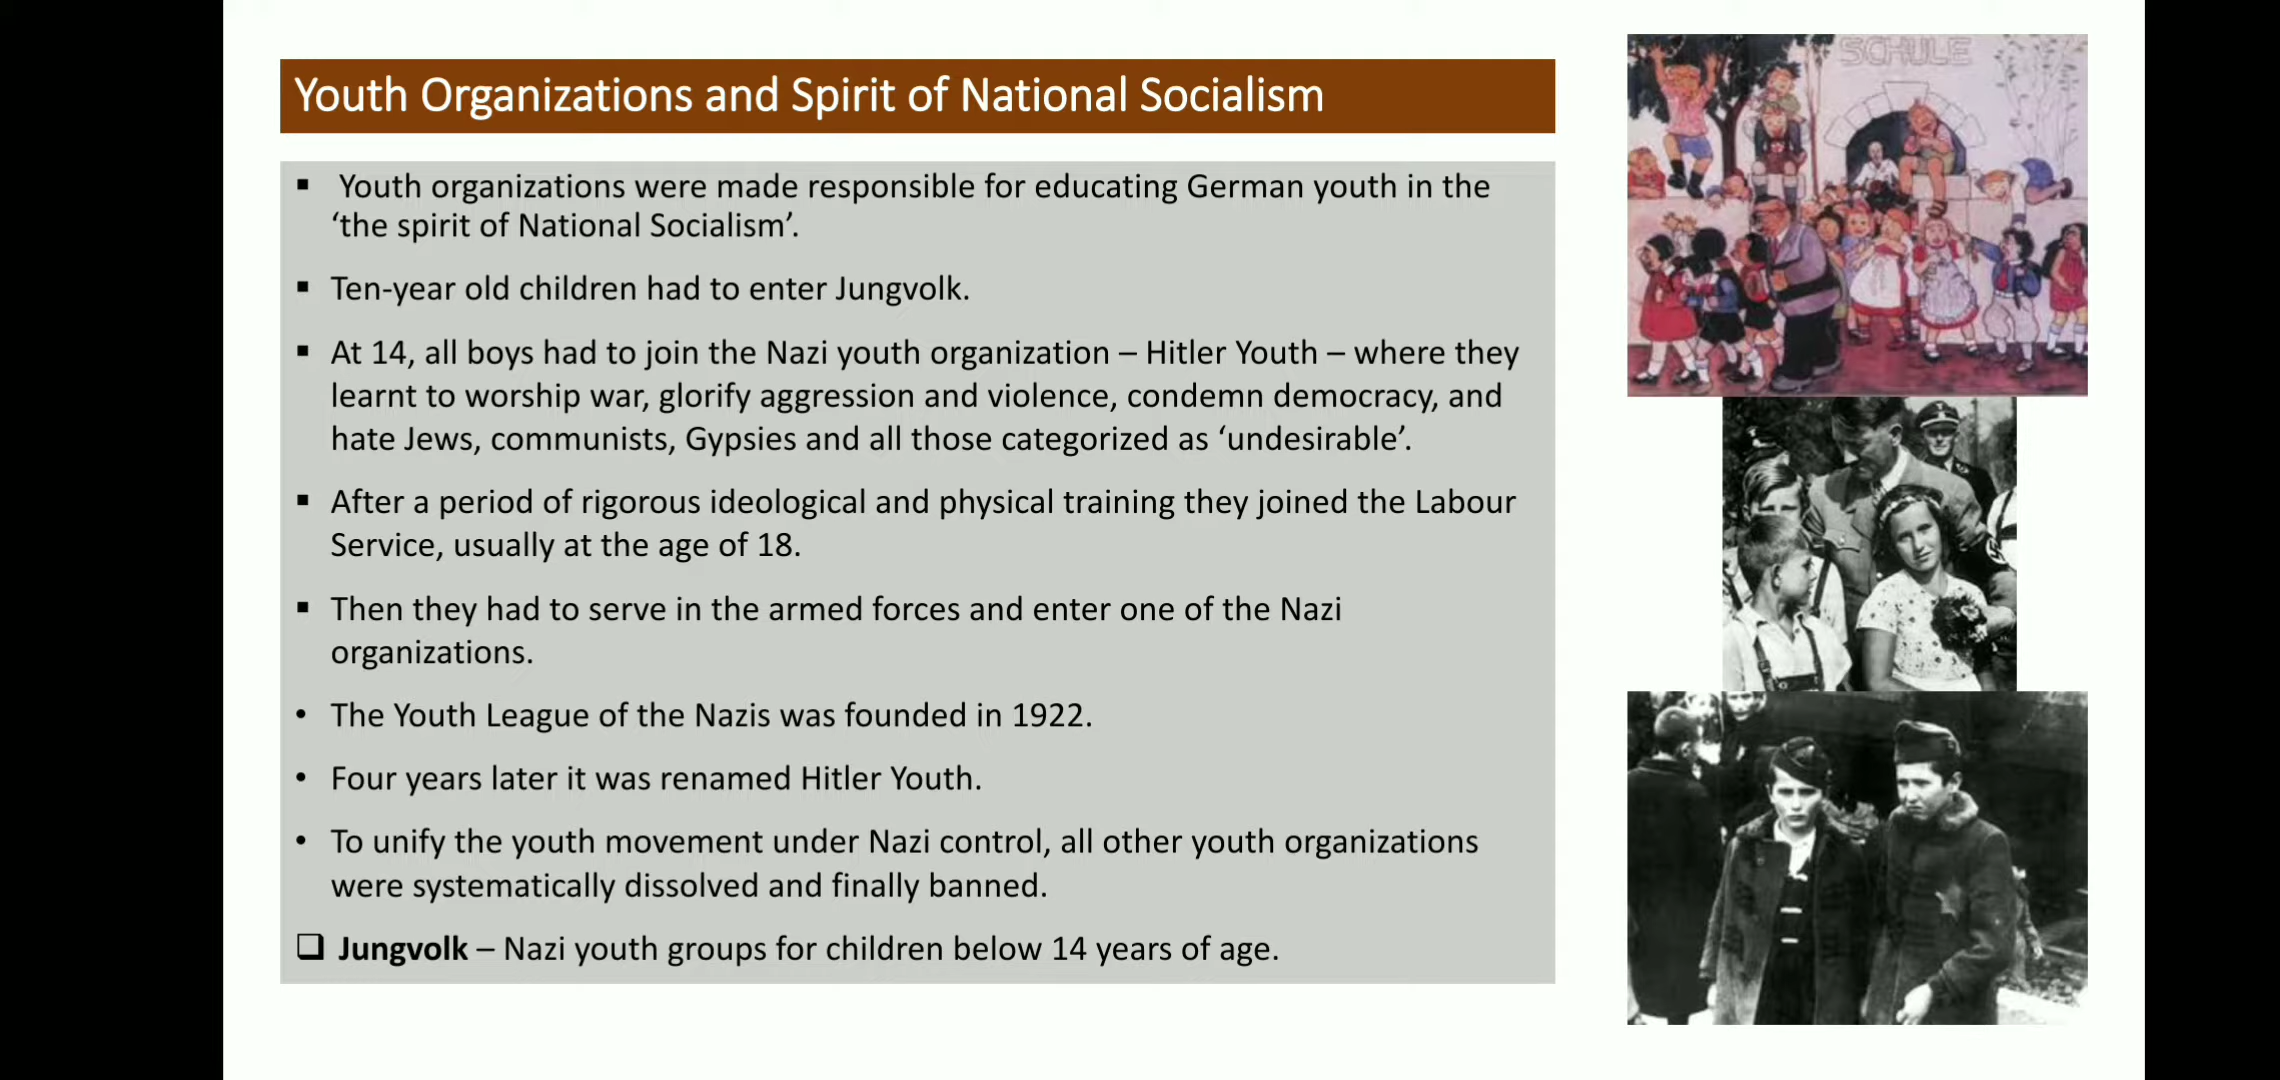 Youth Organizations and Spirit of National Socialism
▪ Youth organizations were made responsible for educating German youth in the
‘the spirit of National Socialism’.
▪ Ten-year old children had to enter Jungvolk.
▪ At 14, all boys had to join the Nazi youth organization – Hitler Youth – where they
learnt to worship war, glorify aggression and violence, condemn democracy, and
hate Jews, communists, Gypsies and all those categorized as ‘undesirable’.
▪ After a period of rigorous ideological and physical training they joined the Labour
Service, usually at the age of 18.
▪ Then they had to serve in the armed forces and enter one of the Nazi
organizations.
• The Youth League of the Nazis was founded in 1922.
• Four years later it was renamed Hitler Youth.
• To unify the youth movement under Nazi control, all other youth organizations
were systematically dissolved and finally banned.
❑ Jungvolk – Nazi youth groups for children below 14 years of age.
SCHULE